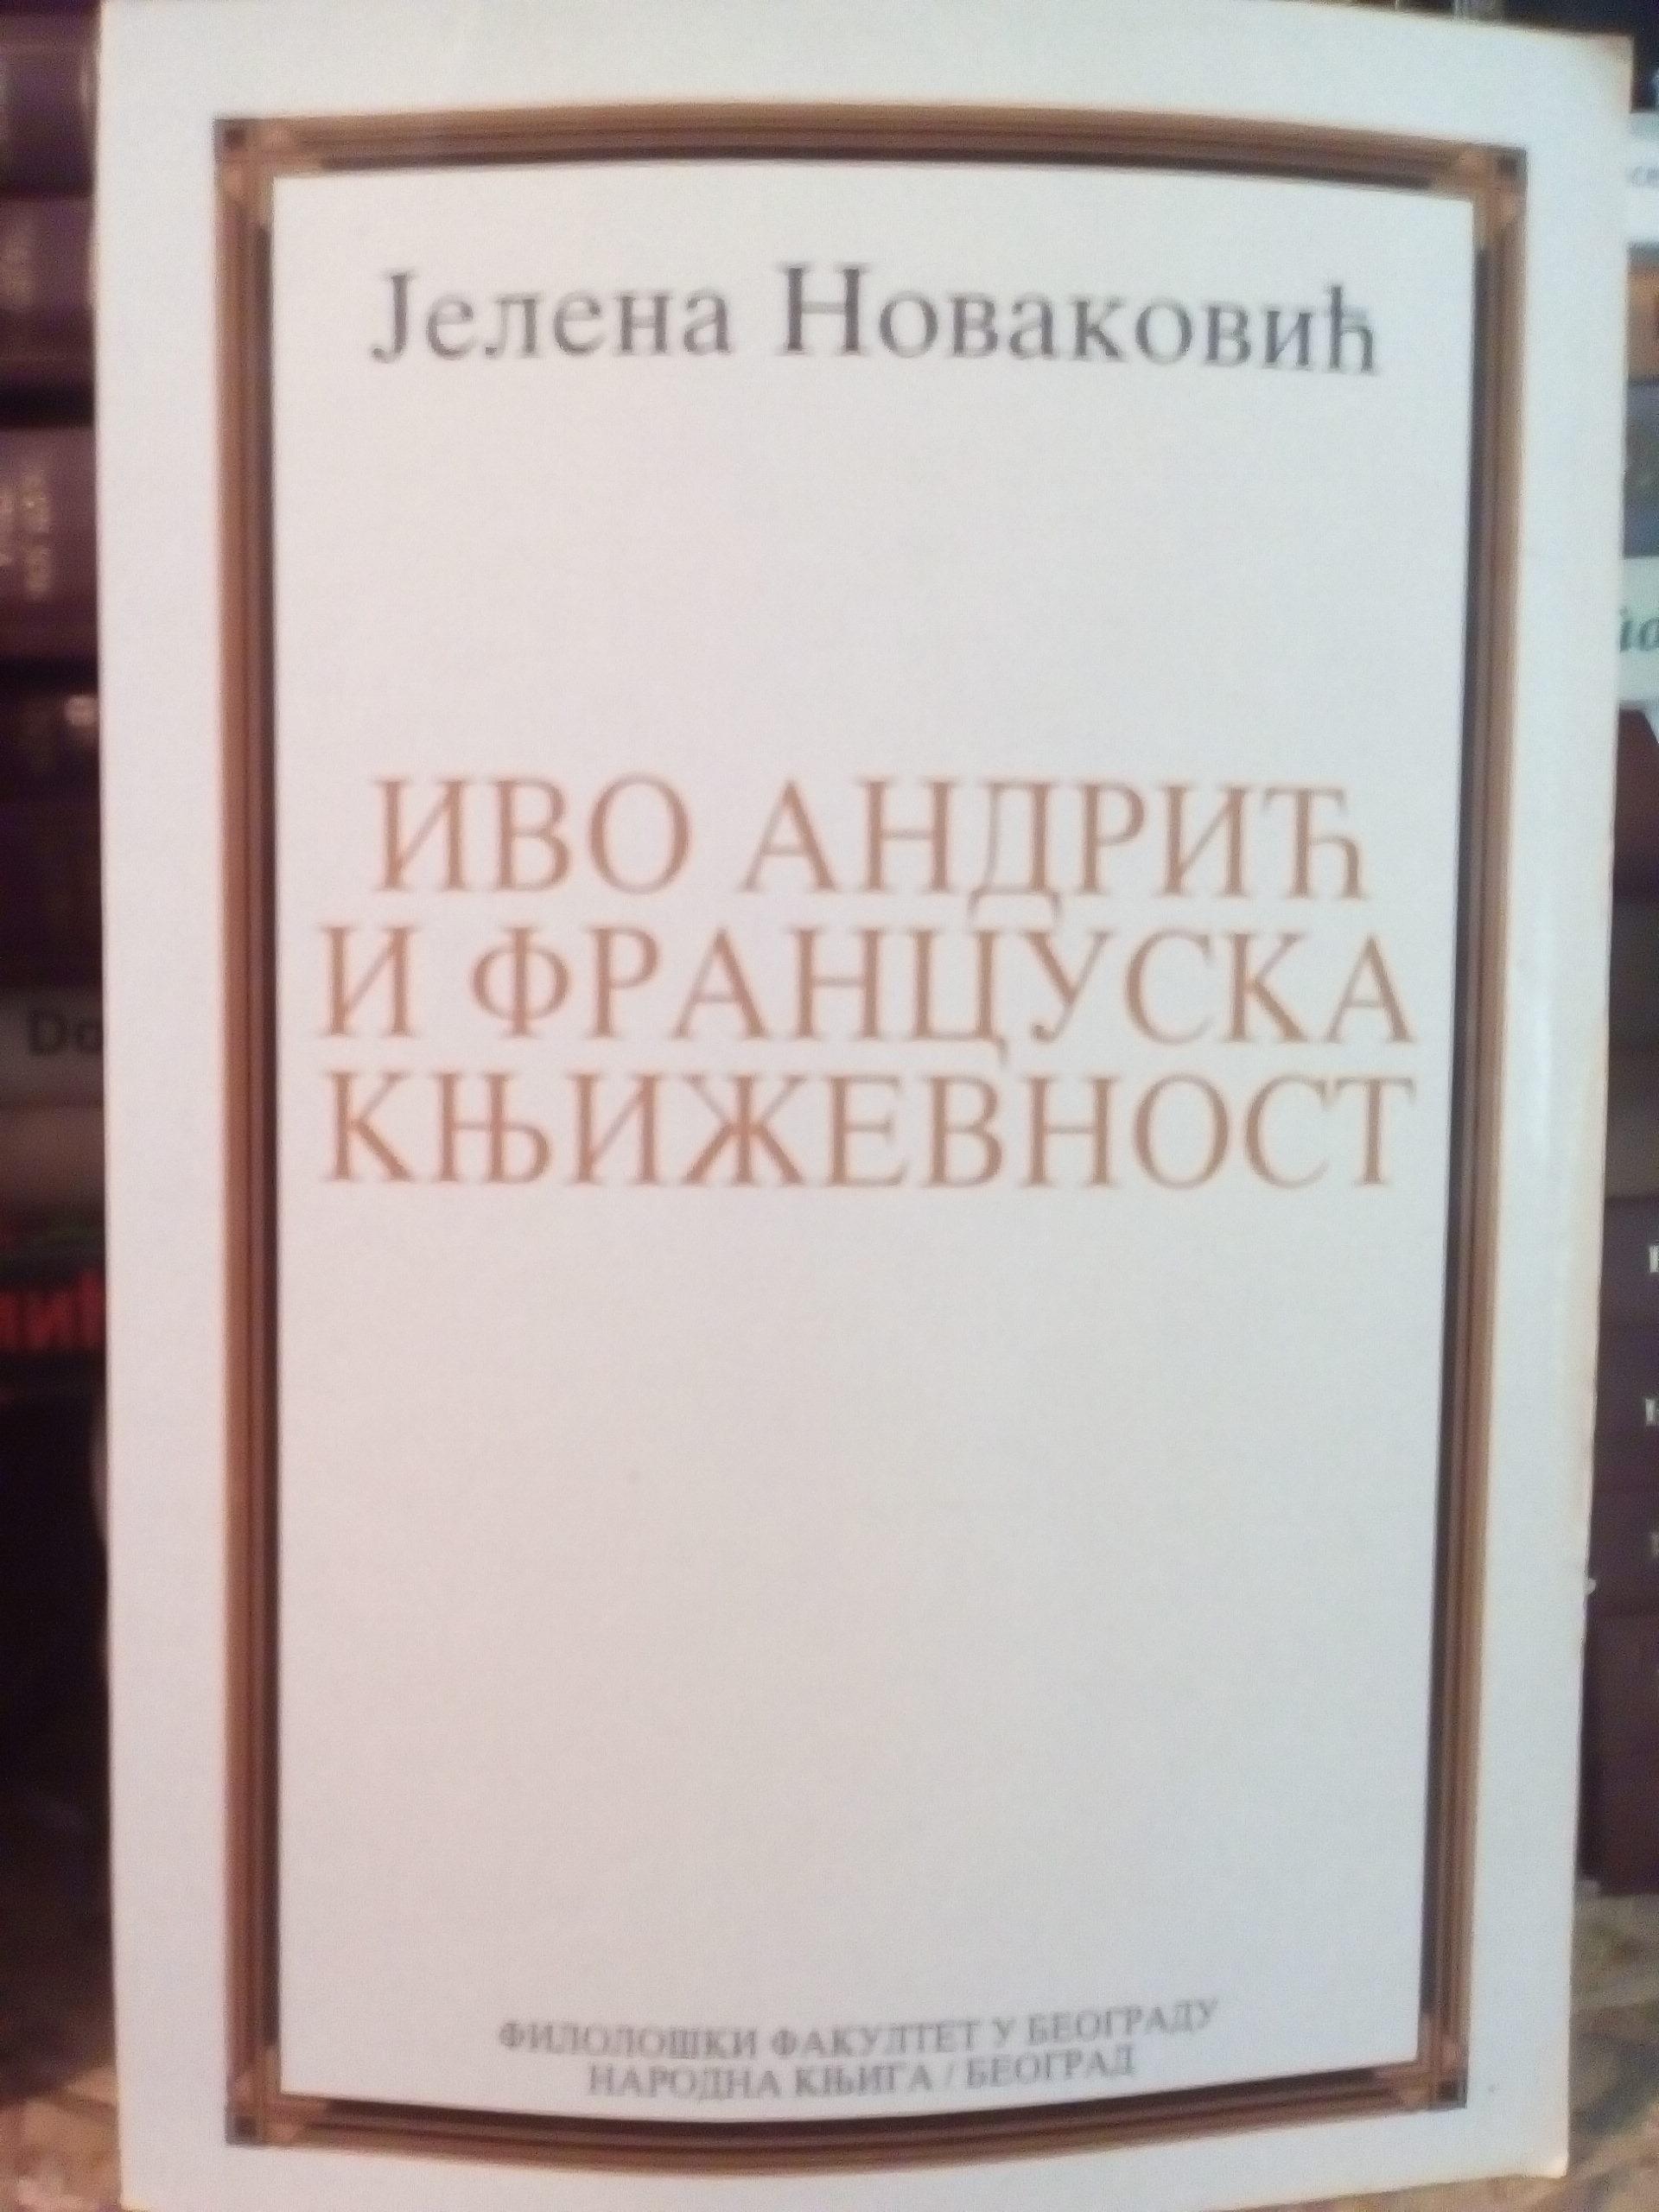 Јелена Новаковић
ИВО АНДРИЋ
И ФРАНЦУСКА
КЊИЖЕВНОСТ
ФИЛОЛОШКИ ФАКУЛТЕТ У БЕОГРАДУ
НАРОДНА КЊИГА / БЕОГРАД